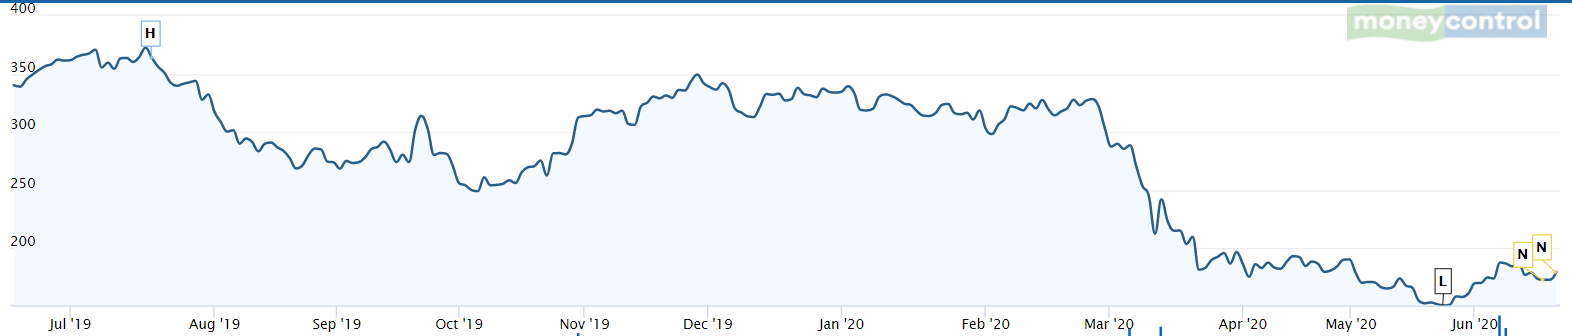 400
moneycontrol
H
350
300
250
200
N
N
L
Jul '19 Aug '19 Sep '19 Oct '19 Nov '19 Dec '19 Jan '20 Feb '20 Mar '20 Apr '20 May '20 Jun '20